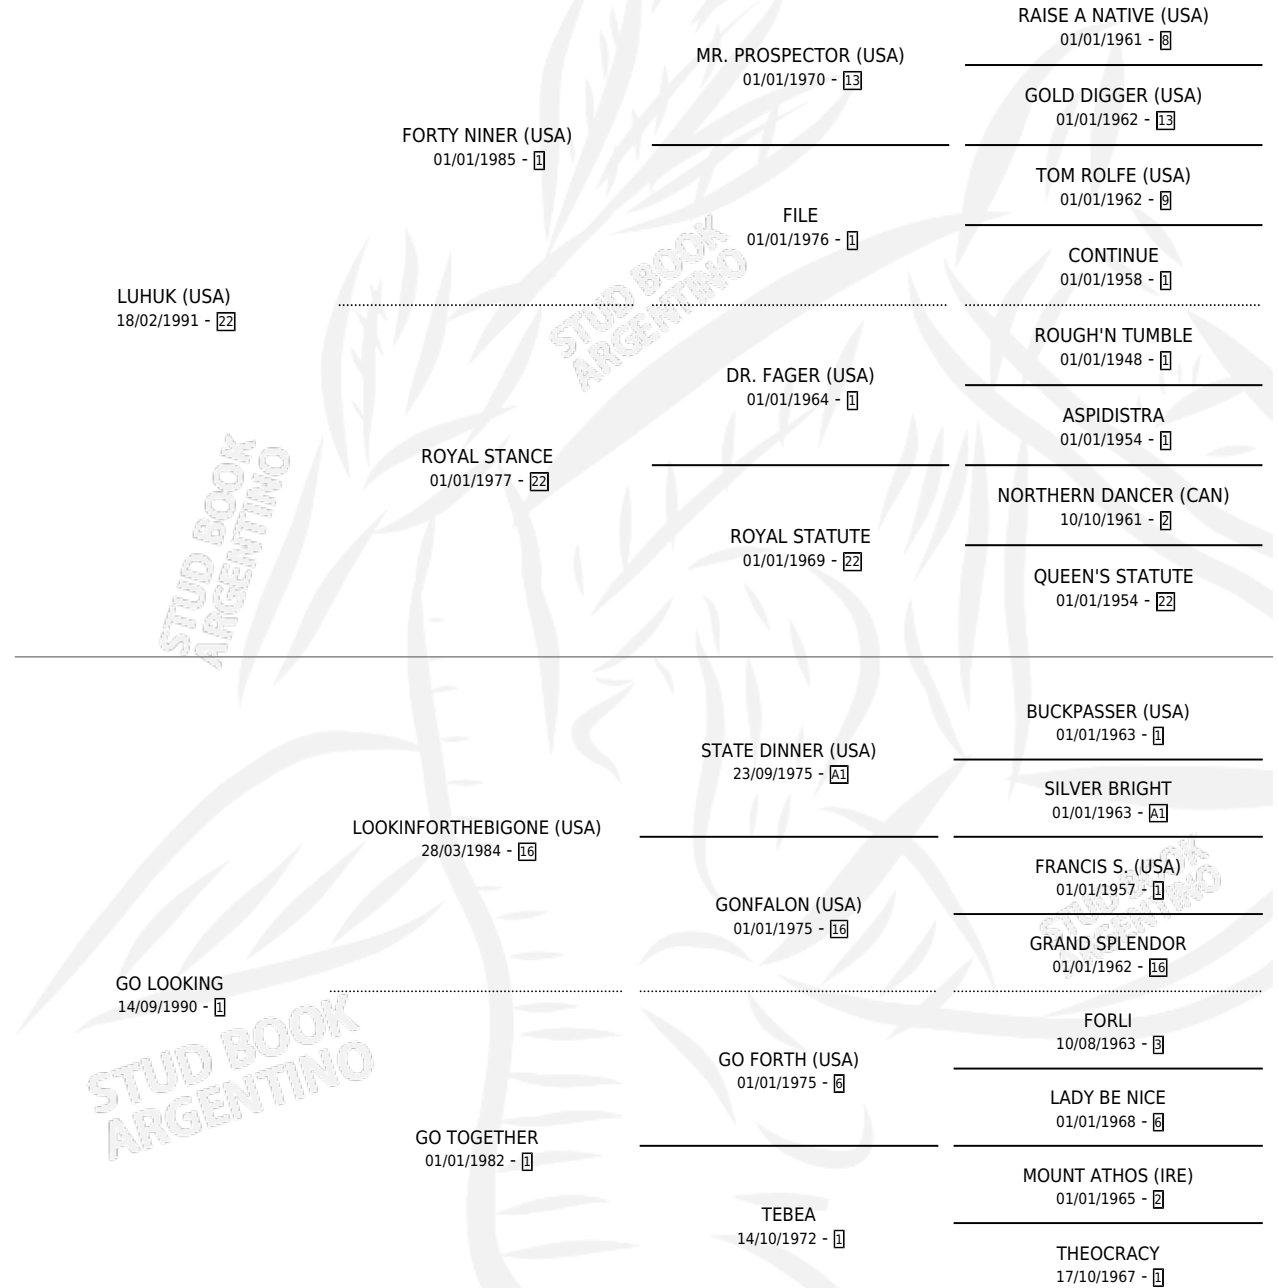 RAISE A NATIVE (USA)
01/01/1961 - 8
MR. PROSPECTOR (USA)
01/01/1970 - 13
GOLD DIGGER (USA)
01/01/1962 - 13
FORTY NINER (USA)
01/01/1985 - 1
TOM ROLFE (USA)
01/01/1962 - 9
FILE
01/01/1976 - 1
CONTINUE
01/01/1958 - 1
LUHUK (USA)
18/02/1991 - 22
ROUGH'N TUMBLE
01/01/1948 - 1
DR. FAGER (USA)
01/01/1964 - 1
ASPIDISTRA
01/01/1954 - 1
ROYAL STANCE
01/01/1977 - 22
NORTHERN DANCER (CAN)
10/10/1961 - 2
ROYAL STATUTE
01/01/1969 - 22
QUEEN'S STATUTE
01/01/1954 - 22
BUCKPASSER (USA)
01/01/1963 - 1
STATE DINNER (USA)
23/09/1975 - A1
SILVER BRIGHT
01/01/1963 - A1
LOOKINFORTHEBIGONE (USA)
28/03/1984 - 16
FRANCIS S. (USA)
01/01/1957 - 1
GONFALON (USA)
01/01/1975 - 16
GRAND SPLENDOR
01/01/1962 - 16
GO LOOKING
14/09/1990 - 1
FORLI
10/08/1963 - 3
GO FORTH (USA)
01/01/1975 - 6
LADY BE NICE
01/01/1968 - 6
GO TOGETHER
01/01/1982 - 1
MOUNT ATHOS (IRE)
01/01/1965 - 2
TEBEA
14/10/1972 - 1
THEOCRACY
17/10/1967 - 1
STUD BOOK
ARGENTINO
STUD BOOK
ARGENTINO
STUD BOOK
ARGENTINO
STUD BOOK
ARGENTINO